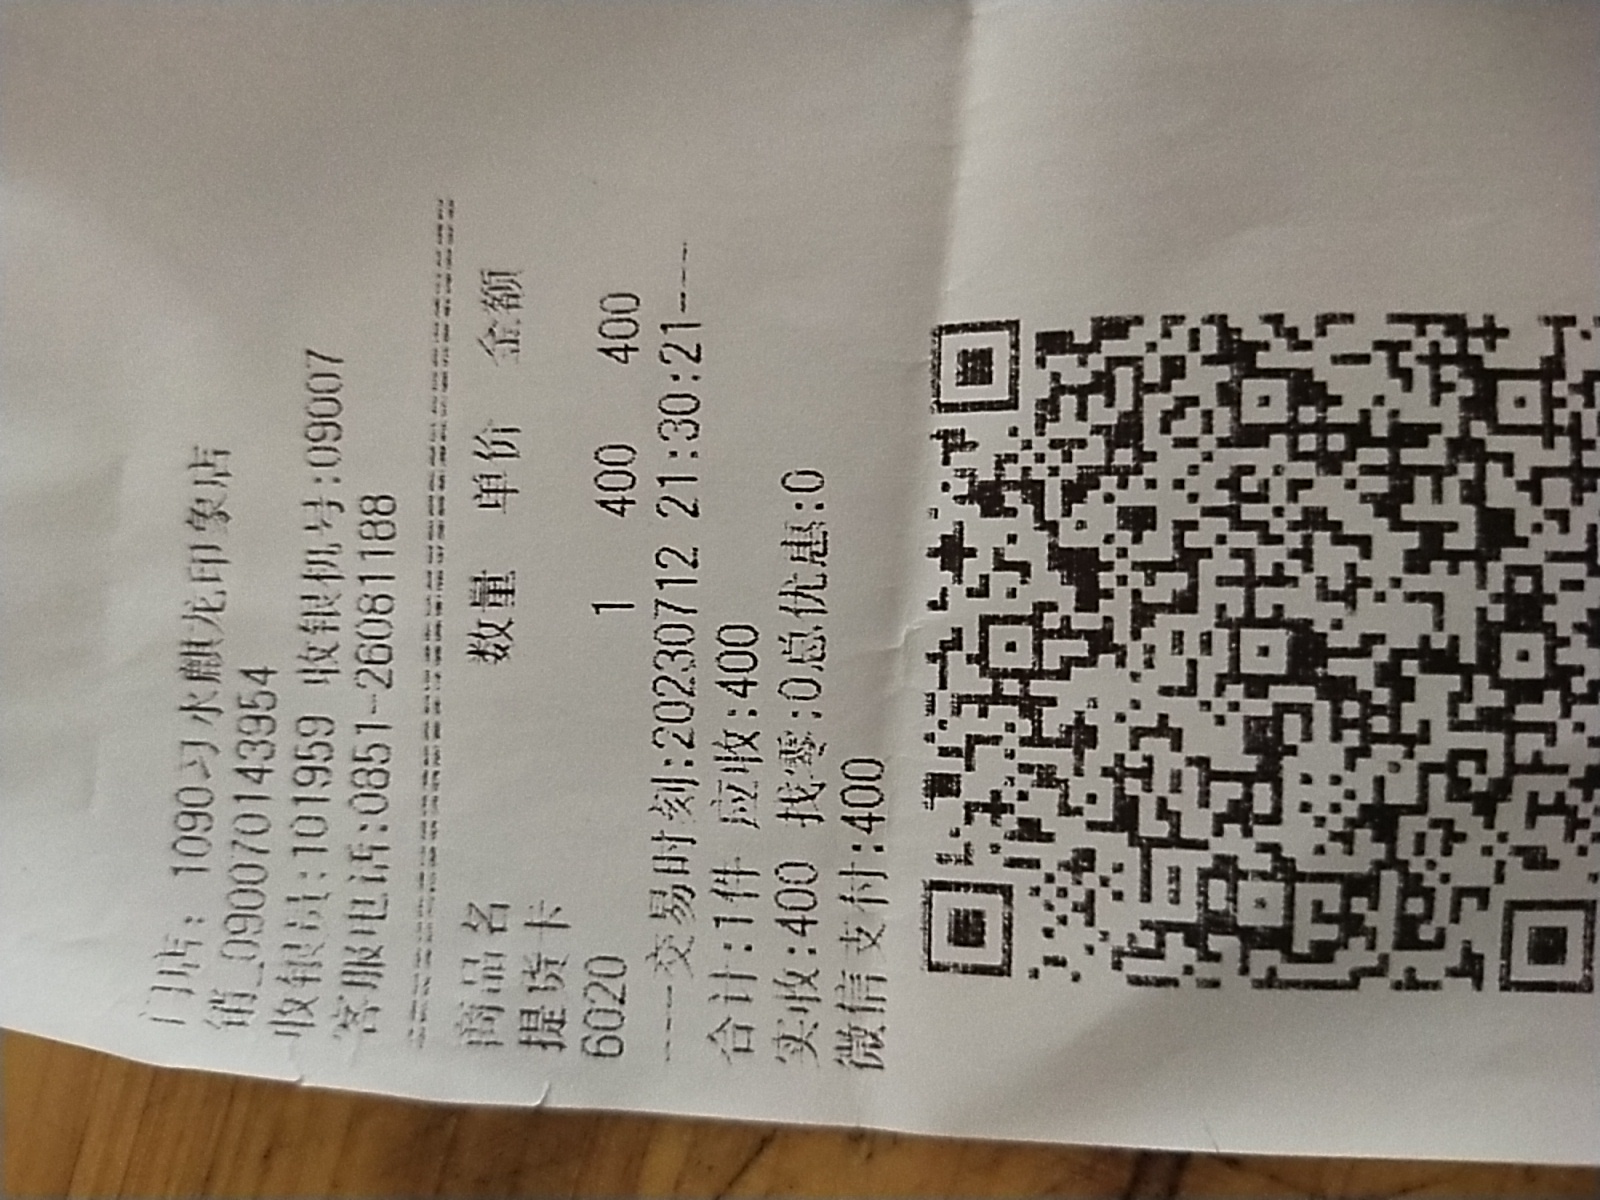 门店: 1090习水麒龙印象店
销_090070143954
收银员:101959 收银机号:09007
客服电话:0851-26081188
商品名 数量 单价 金额
提货卡
6020 1 400 400
----交易时刻:20230712 21:30:21----
合计:1件 应收:400
实收:400 找零:0总优惠:0
微信支付:400